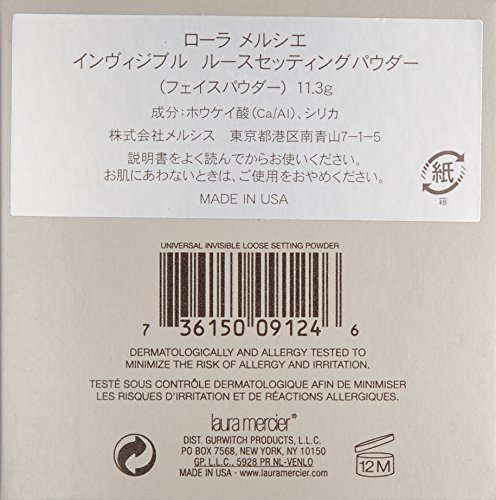 ローラ メルシエ
インヴィジブル ルースセッティングパウダー
(フェイスパウダー) 11.3g
成分:ホウケイ酸(Ca/Al)、シリカ
株式会社メルシス 東京都港区南青山7-1-5
説明書をよく読んでからお使いください。
お肌にあわないときは、ご使用をおやめください。
MADE IN USA
紙
箱
UNIVERSAL INVISIBLE LOOSE SETTING POWDER
7 36150 09124 6
DERMATOLOGICALLY AND ALLERGY TESTED TO
MINIMIZE THE RISK OF ALLERGY AND IRRITATION.
TESTÉ SOUS CONTRÔLE DERMATOLOGIQUE AFIN DE MINIMISER
LES RISQUES D'IRRITATION ET DE RÉACTIONS ALLERGIQUES.
laura mercier®
DIST. GURWITCH PRODUCTS, L.L.C.
PO BOX 7568, NEW YORK, NY 10150
GP, L.L.C., 5928 PR NL-VENLO
MADE IN USA • www.lauramercier.com
12M